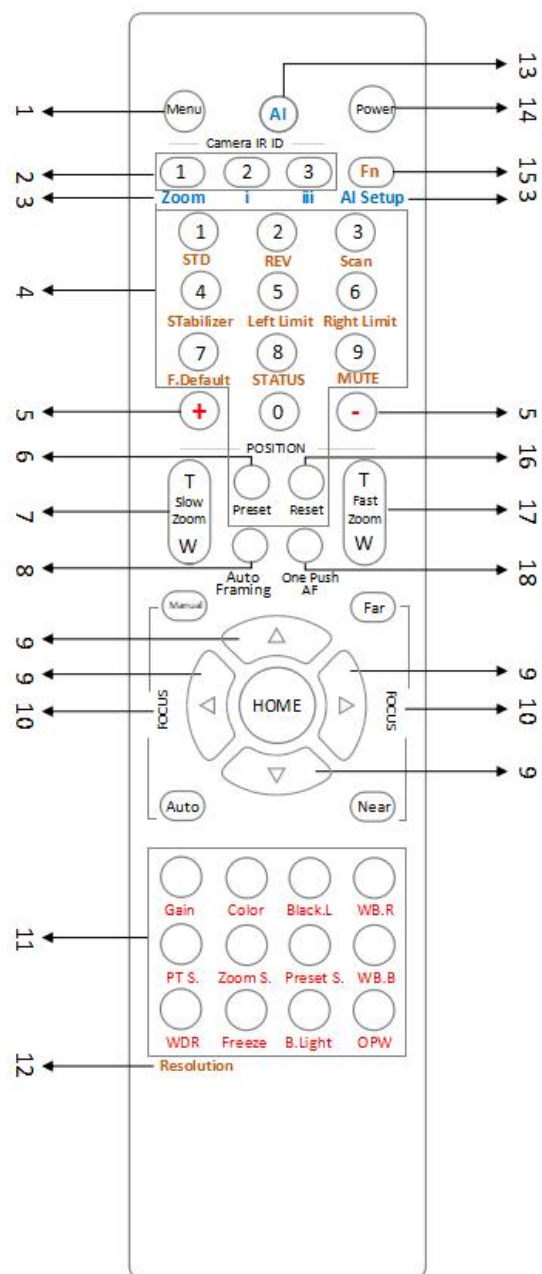 13
14
1
Menu
AI
Power
Camera IR ID
2
1
2
3
Fn
15
3
Zoom
i
iii
AI Setup
3
1
2
3
STD
REV
Scan
4
4
5
6
STabilizer
Left Limit
Right Limit
7
8
9
F.Default
STATUS
MUTE
5
+
0
-
5
POSITION
6
16
T
Slow
Zoom
W
Preset
Reset
T
Fast
Zoom
W
7
17
8
Auto
Framing
One Push
AF
18
Manual
Far
9
9
9
10
FOCUS
HOME
FOCUS
10
9
Auto
Near
Gain
Color
Black.L
WB.R
11
PT S.
Zoom S.
Preset S.
WB.B
WDR
Freeze
B.Light
OPW
12
Resolution